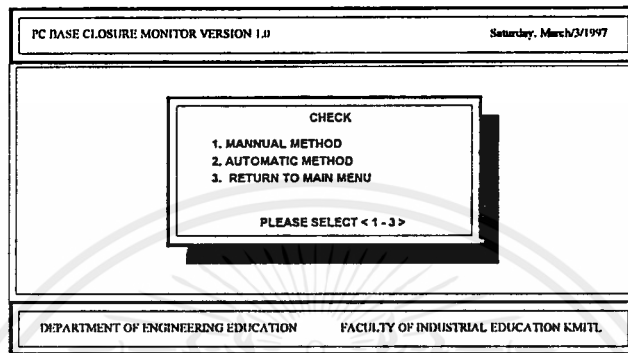 PC BASE CLOSURE MONITOR VERSION 1.0 Saturday, March/3/1997
CHECK
1. MANNUAL METHOD
2. AUTOMATIC METHOD
3. RETURN TO MAIN MENU
PLEASE SELECT < 1 - 3 >
DEPARTMENT OF ENGINEERING EDUCATION FACULTY OF INDUSTRIAL EDUCATION KMITL